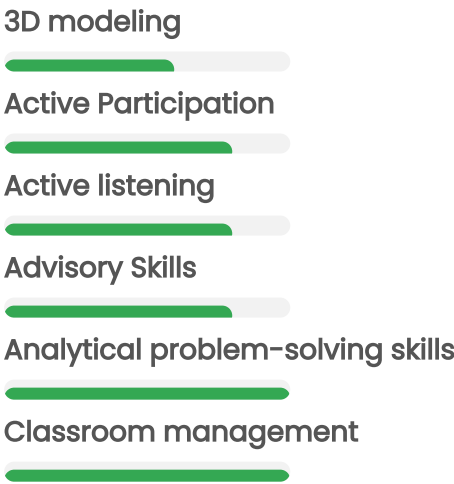 3D modeling
Active Participation
Active listening
Advisory Skills
Analytical problem-solving skills
Classroom management